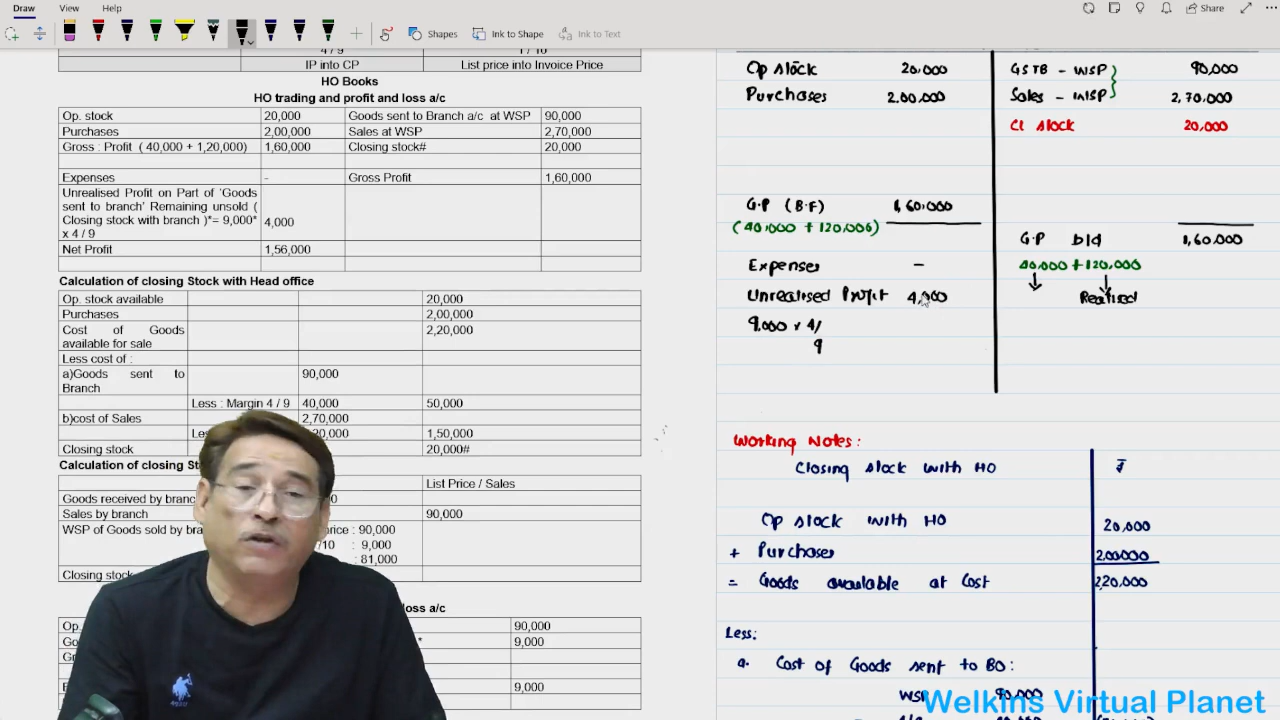 Draw View Help
Share
Shapes Ink to Shape Ink to Text
4 / 9 1 / 10
IP into CP List price into Invoice Price
HO Books
HO trading and profit and loss a/c
Op. stock 20,000 Goods sent to Branch a/c at WSP 90,000
Purchases 2,00,000 Sales at WSP 2,70,000
Gross : Profit ( 40,000 + 1,20,000) 1,60,000 Closing stock# 20,000
Expenses - Gross Profit 1,60,000
Unrealised Profit on Part of 'Goods
sent to branch' Remaining unsold (
Closing stock with branch )*= 9,000* 4,000
x 4 / 9
Net Profit 1,56,000
Calculation of closing Stock with Head office
Op. stock available 20,000
Purchases 2,00,000
Cost of Goods 2,20,000
available for sale
Less cost of :
a)Goods sent to 90,000
Branch
Less : Margin 4 / 9 40,000 50,000
b)cost of Sales 2,70,000
1,50,000
Closing stock 20,000#
Calculation of closing
List Price / Sales
Goods received by
Sales by branch 90,000
WSP of Goods sold by : 90,000
/10 : 9,000
: 81,000
Closing stock
loss a/c
Op. 90,000
9,000
9,000
Op stock 20,000 GSTB - WSP 90,000
Purchases 2,00,000 Sales - WSP 2,70,000
Cl stock 20,000
G.P (B.F) 1,60,000
(40,000 + 120,000) G.P b/d 1,60,000
Expenses - 40,000 + 120,000
Unrealised Profit 4,000 Realised
9,000 x 4/
9
Working Notes:
Closing stock with HO ₹
Op stock with HO 20,000
+ Purchases 200000
= Goods available at Cost 2,20,000
Less:
a. Cost of Goods sent to BO:
WSP 90,000
Welkins Virtual Planet